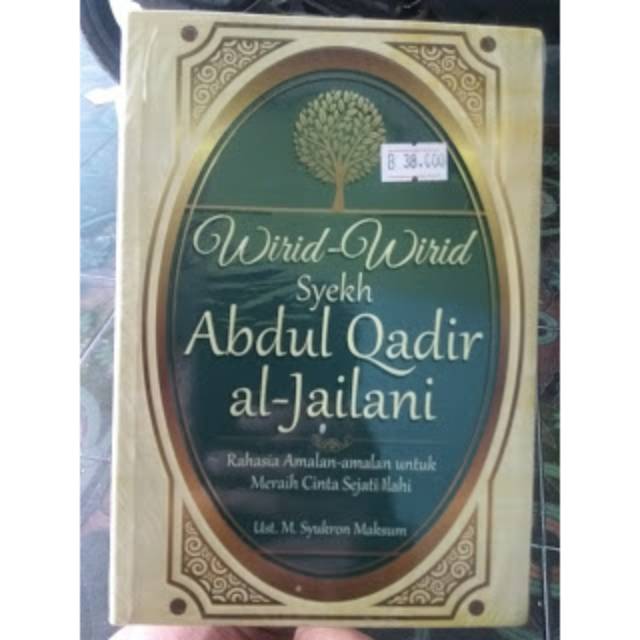 B 38.000
Wirid-Wirid
Syekh
Abdul Qadir
al-Jailani
Rahasia Amalan-amalan untuk
Meraih Cinta Sejati Ilahi
Ust. M. Syukron Maksum